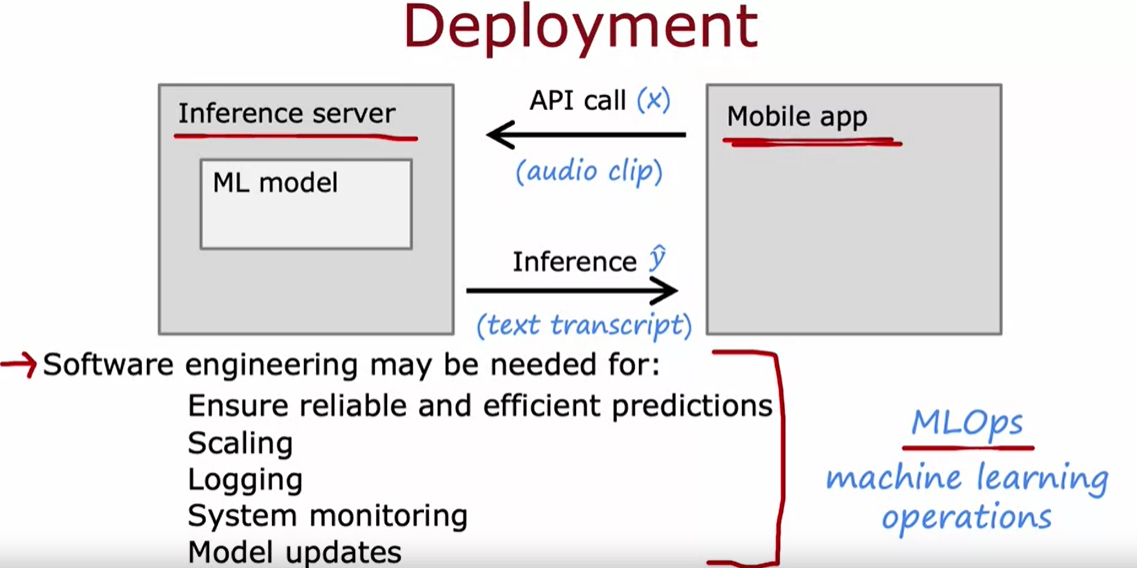 Deployment
Inference server
ML model
API call (x)
(audio clip)
Inference ŷ
(text transcript)
Mobile app
→Software engineering may be needed for:
Ensure reliable and efficient predictions
Scaling
Logging
System monitoring
Model updates
MLOps
machine learning
operations